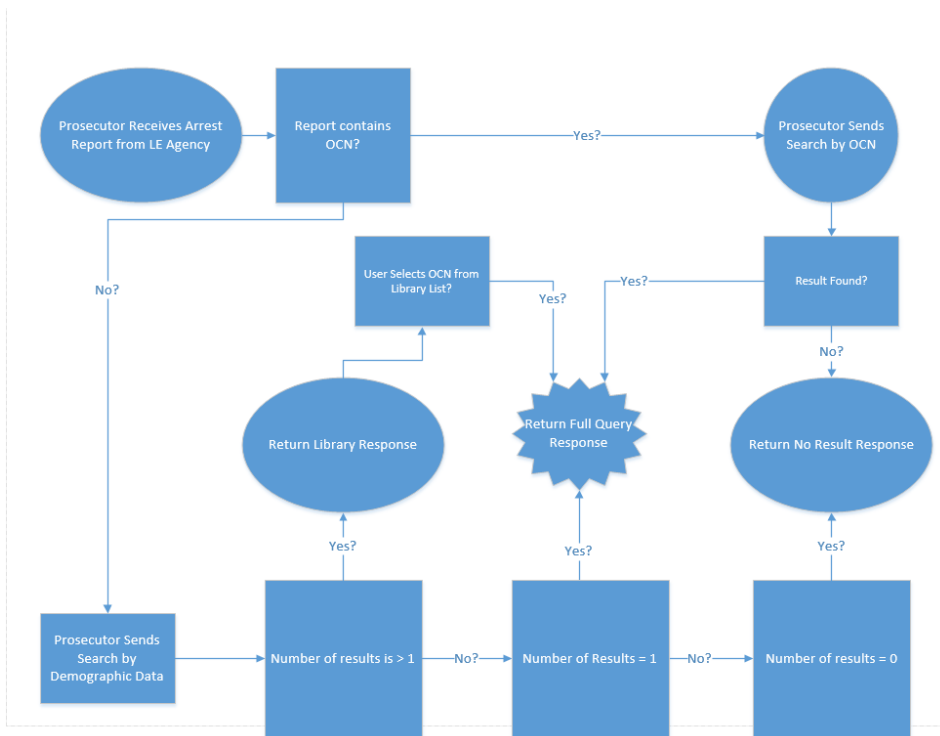 Prosecutor Receives Arrest
Report from LE Agency
Report contains
OCN?
Yes?
Prosecutor Sends
Search by OCN
No?
User Selects OCN from
Library List?
Yes?
Yes?
Result Found?
No?
Return Library Response
Return Full Query
Response
Return No Result Response
Yes?
Yes?
Yes?
Prosecutor Sends
Search by
Demographic Data
Number of results is > 1
No?
Number of Results = 1
No?
Number of results = 0